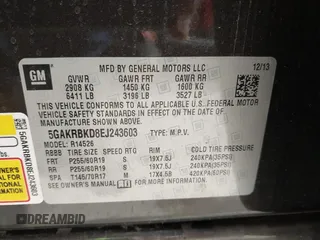 GM
MFD BY GENERAL MOTORS LLC
12/13
GVWR GAWR FRT GAWR RR
2908 KG 1450 KG 1600 KG
6411 LB 3196 LB 3527 LB
THIS VEHICLE CONFORMS TO ALL APPLICABLE U.S. FEDERAL MOTOR
VEHICLE SAFETY STANDARDS IN EFFECT ON THE DATE OF
MANUFACTURE SHOWN ABOVE.
5GAKRBKD8EJ243603 TYPE: M.P.V.
MODEL: R14526
TIRE SIZE SPEED RTG RIM COLD TIRE PRESSURE
FRT P255/60R19 S 19X7.5J 240KPA(35PSI)
RR P255/60R19 S 19X7.5J 240KPA(35PSI)
SPA T145/70R17 M 17X4.5B 420KPA(60PSI)
SEE OWNER'S MANUAL
5GAKRBKD8EJ243603
DREAMBID